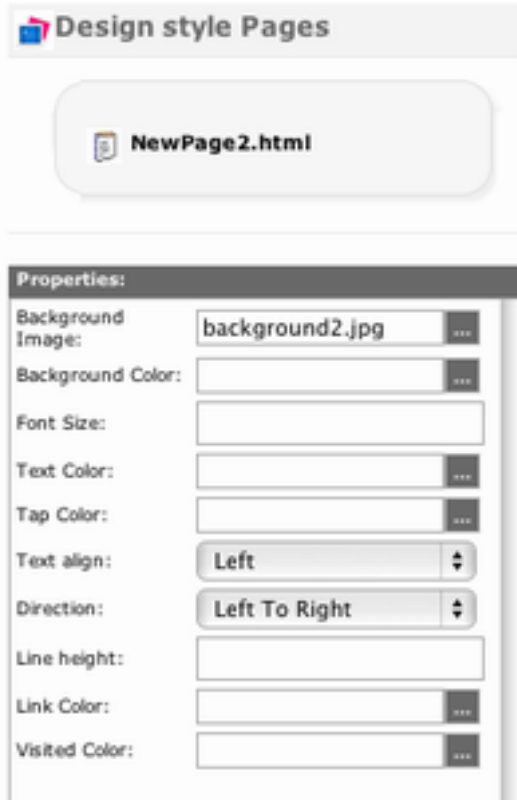 Design style Pages
NewPage2.html
Properties:
Background
Image:
background2.jpg
...
Background Color:
...
Font Size:
Text Color:
...
Tap Color:
...
Text align:
Left
Direction:
Left To Right
Line height:
Link Color:
...
Visited Color:
...